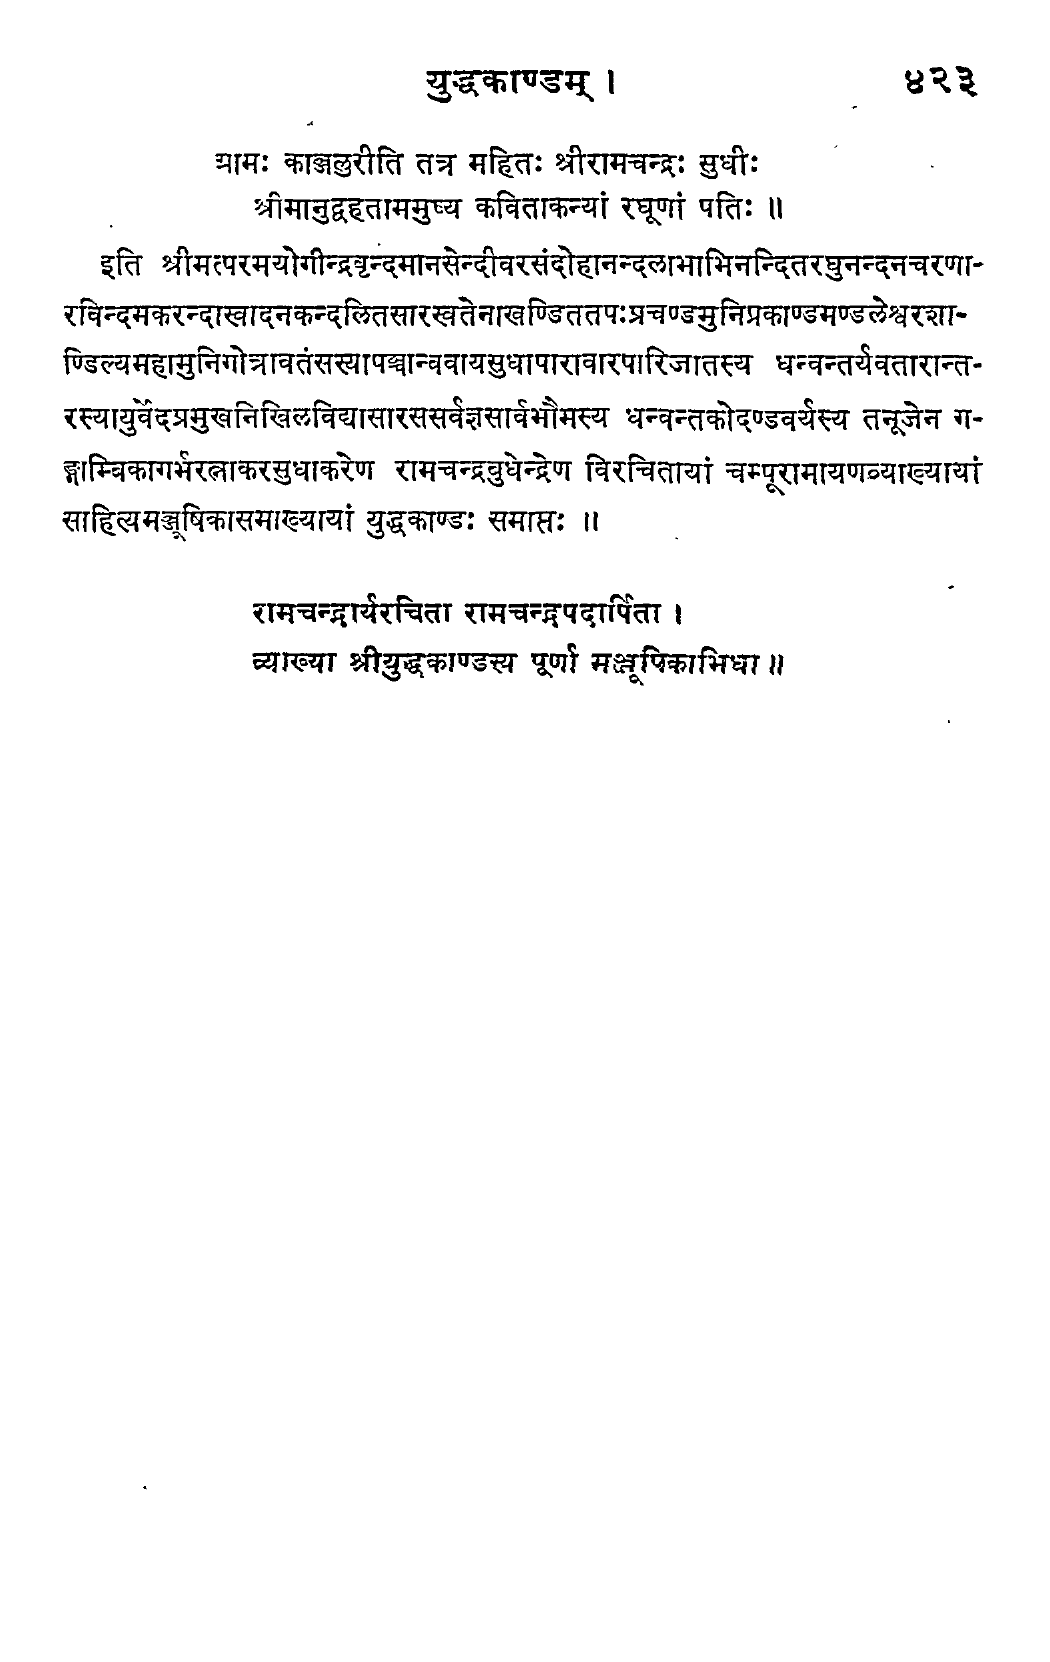 युद्धकाण्डम् । ४२३
ग्रामः काञ्जलुरीति तत्र महितः श्रीरामचन्द्रः सुधीः
श्रीमानुद्वहताममुष्य कविताकन्यां रघूणां पतिः ॥
इति श्रीमत्परमयोगीन्द्रवृन्दमानसेन्दीवरसंदोहानन्दलाभाभिनन्दितरघुनन्दनचरणा-
रविन्दमकरन्दास्वादनकन्दलितसारस्वतेनाखण्डिततपःप्रचण्डमुनिप्रकाण्डमण्डलेश्वरशा-
ण्डिल्यमहामुनिगोत्रावतंसस्यापञ्चान्ववायसुधापारावारपारिजातस्य धन्वन्तर्यवतारान्त-
रस्यायुर्वेदप्रमुखनिखिलविद्यासारससर्वज्ञसार्वभौमस्य धन्वन्तकोदण्डवर्यस्य तनूजेन ग-
ङ्गाम्बिकागर्भरत्नाकरसुधाकरेण रामचन्द्रबुधेन्द्रेण विरचितायां चम्पूरामायणव्याख्यायां
साहित्यमञ्जूषिकासमाख्यायां युद्धकाण्डः समाप्तः ॥
रामचन्द्रार्यरचिता रामचन्द्रपदार्पिता ।
व्याख्या श्रीयुद्धकाण्डस्य पूर्णा मञ्जूषिकाभिधा ॥